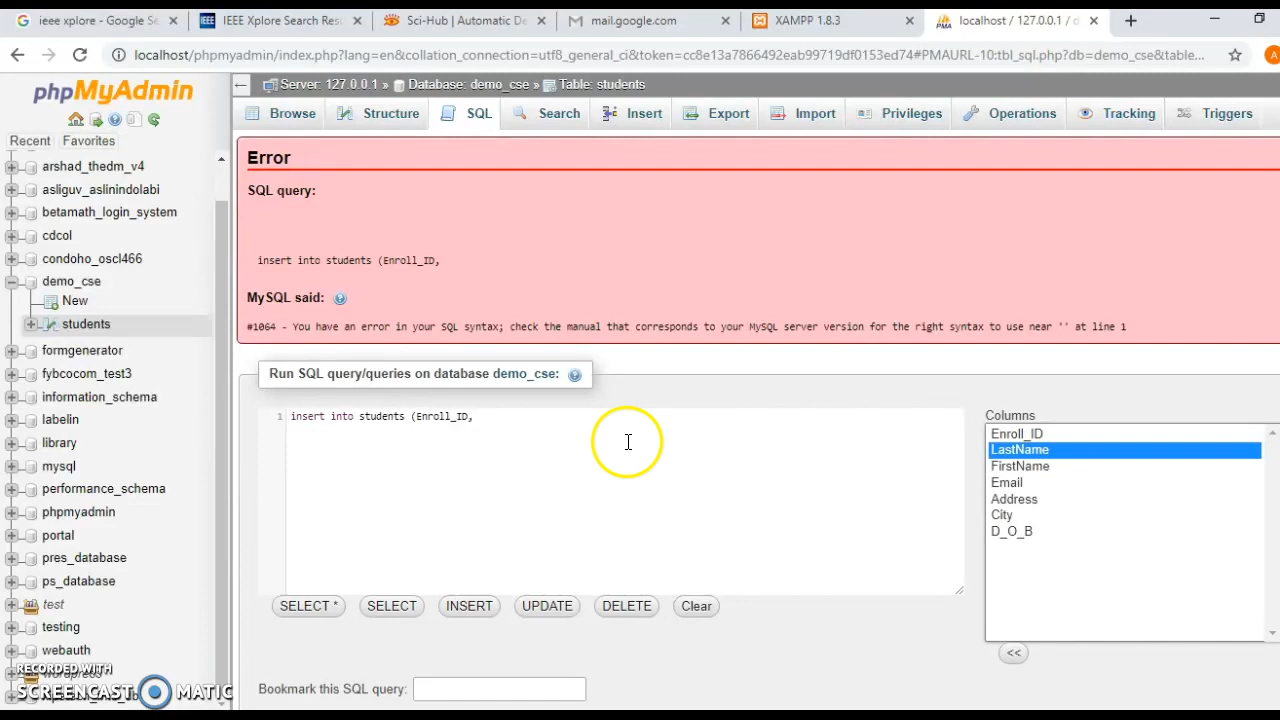 ieee xplore - Google Se
IEEE Xplore Search Resu
Sci-Hub | Automatic De
mail.google.com
XAMPP 1.8.3
localhost / 127.0.0.1 / d
localhost/phpmyadmin/index.php?lang=en&collation_connection=utf8_general_ci&token=cc8e13a7866492eab99719df0153ed74#PMAURL-10:tbl_sql.php?db=demo_cse&table...
A
phpMyAdmin
Recent Favorites
arshad_thedm_v4
asliguv_aslinindolabi
betamath_login_system
cdcol
condoho_oscl466
demo_cse
New
students
formgenerator
fybcocom_test3
information_schema
labelin
library
mysql
performance_schema
phpmyadmin
portal
pres_database
ps_database
test
testing
webauth
RECORDED WITH
SCREENCAST MATIC
Server: 127.0.0.1 » Database: demo_cse » Table: students
Browse Structure SQL Search Insert Export Import Privileges Operations Tracking Triggers
Error
SQL query:
insert into students (Enroll_ID,
MySQL said:
#1064 - You have an error in your SQL syntax; check the manual that corresponds to your MySQL server version for the right syntax to use near '' at line 1
Run SQL query/queries on database demo_cse:
1 insert into students (Enroll_ID,
Columns
Enroll_ID
LastName
FirstName
Email
Address
City
D_O_B
SELECT * SELECT INSERT UPDATE DELETE Clear
<<
Bookmark this SQL query: